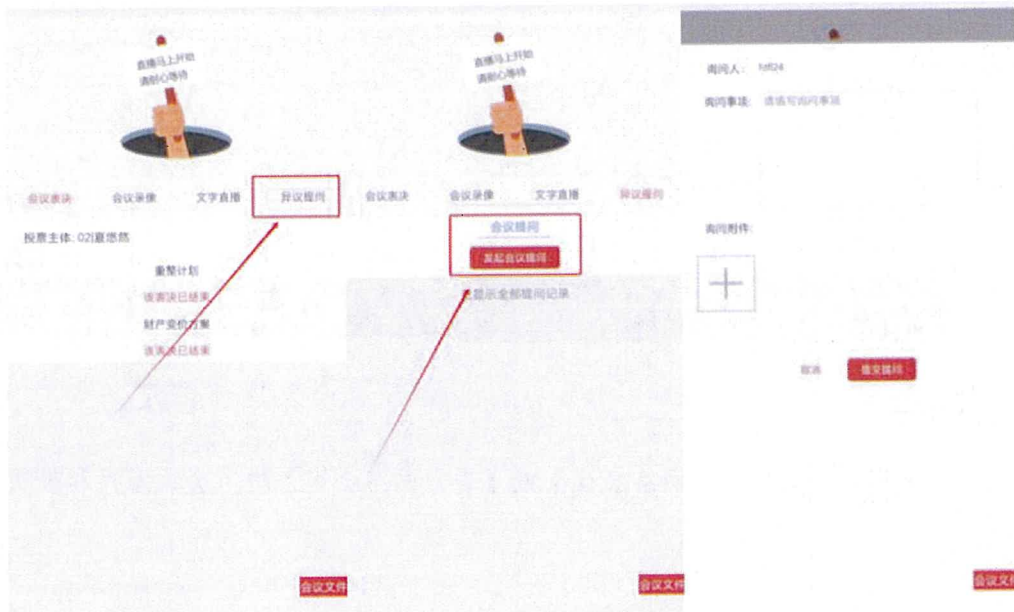 直播马上开始
请耐心等待
会议表决 会议录像 文字直播 异议提问
投票主体: 02|夏悠然
重整计划
该表决已结束
财产变价方案
该表决已结束
会议文件
直播马上开始
请耐心等待
会议表决 会议录像 文字直播 异议提问
会议提问
发起会议提问
显示全部提问记录
会议文件
询问人:
询问事项: 请填写询问事项
询问附件:
取消 提交提问
会议文件